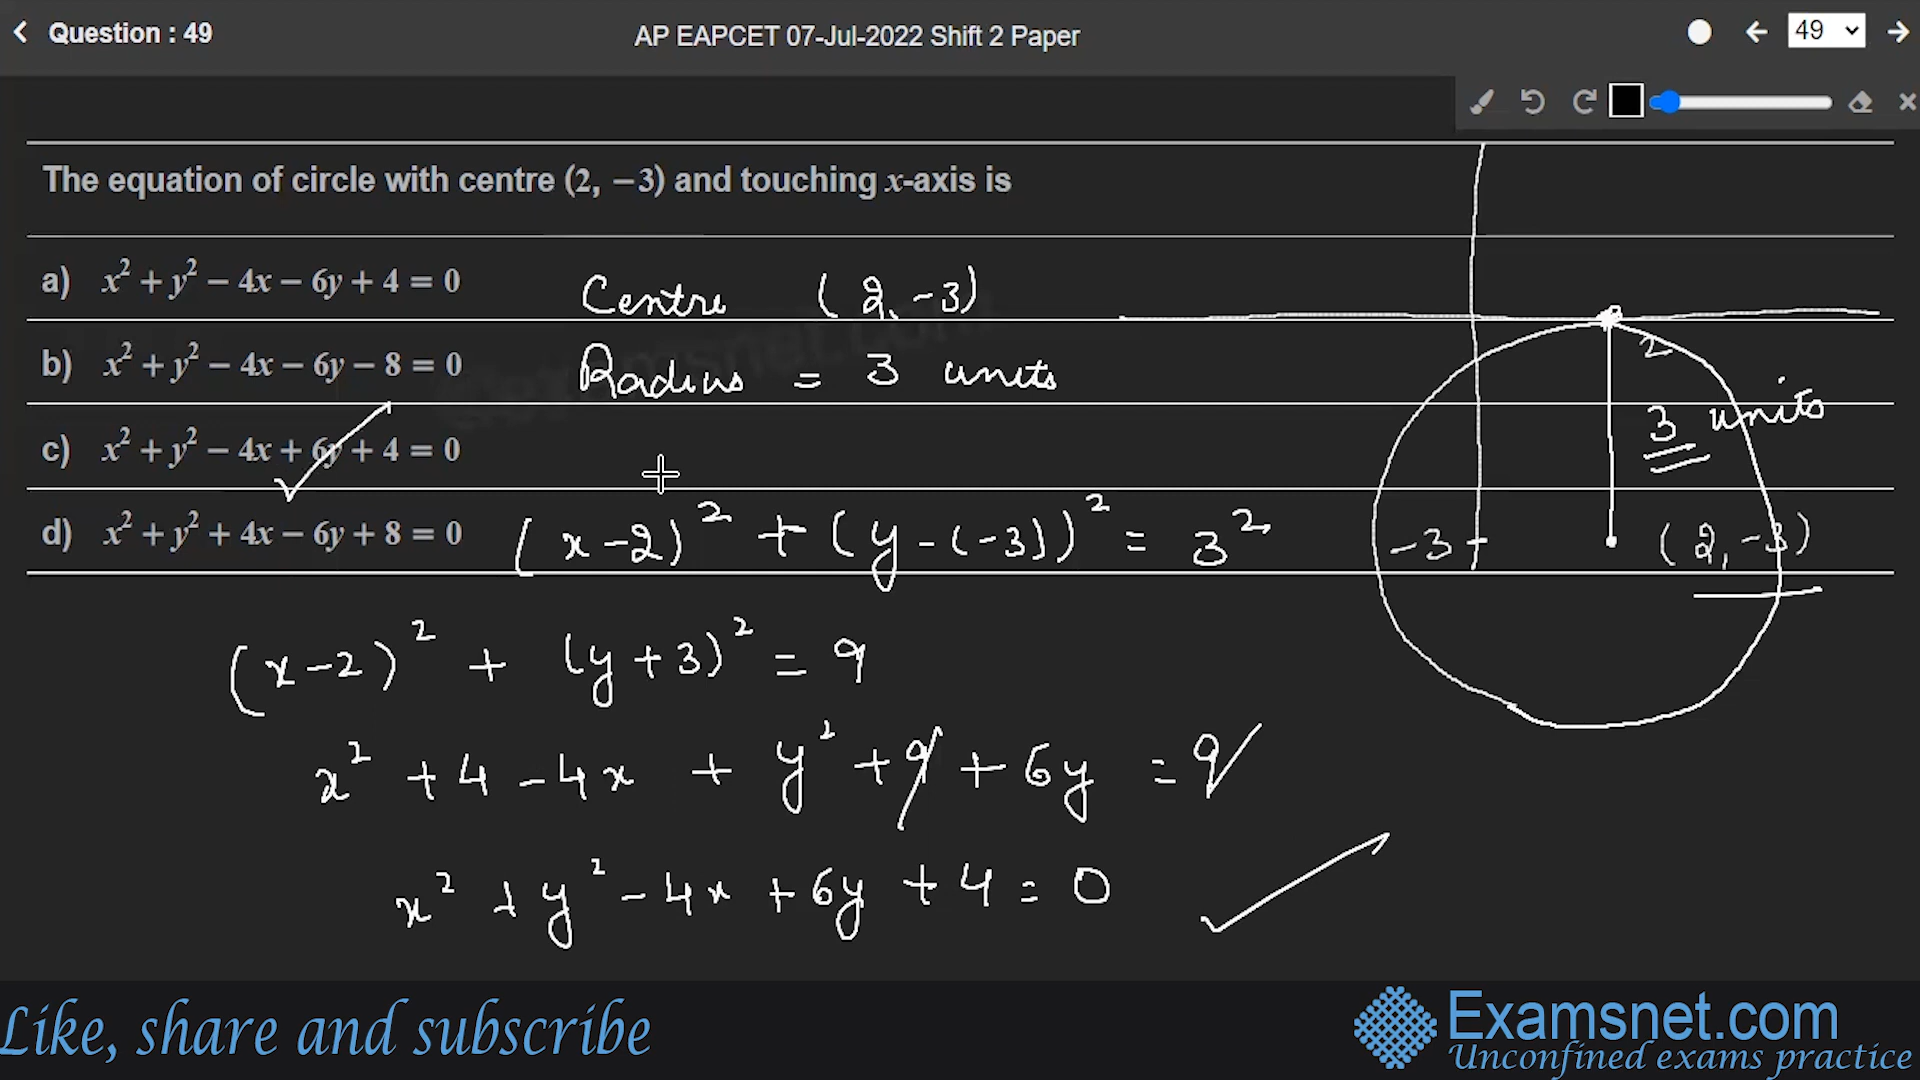 Question : 49
AP EAPCET 07-Jul-2022 Shift 2 Paper
49
The equation of circle with centre (2, −3) and touching x-axis is
a) x² + y² − 4x − 6y + 4 = 0
Centre (2, -3)
b) x² + y² − 4x − 6y − 8 = 0
Radius = 3 units
c) x² + y² − 4x + 6y + 4 = 0
d) x² + y² + 4x − 6y + 8 = 0
(x-2)² + (y-(-3))² = 3²
(x-2)² + (y+3)² = 9
x² + 4 - 4x + y² + 9 + 6y = 9
x² + y² - 4x + 6y + 4 = 0
2
3 units
-3
(2, -3)
Like, share and subscribe
Examsnet.com
Unconfined exams practice